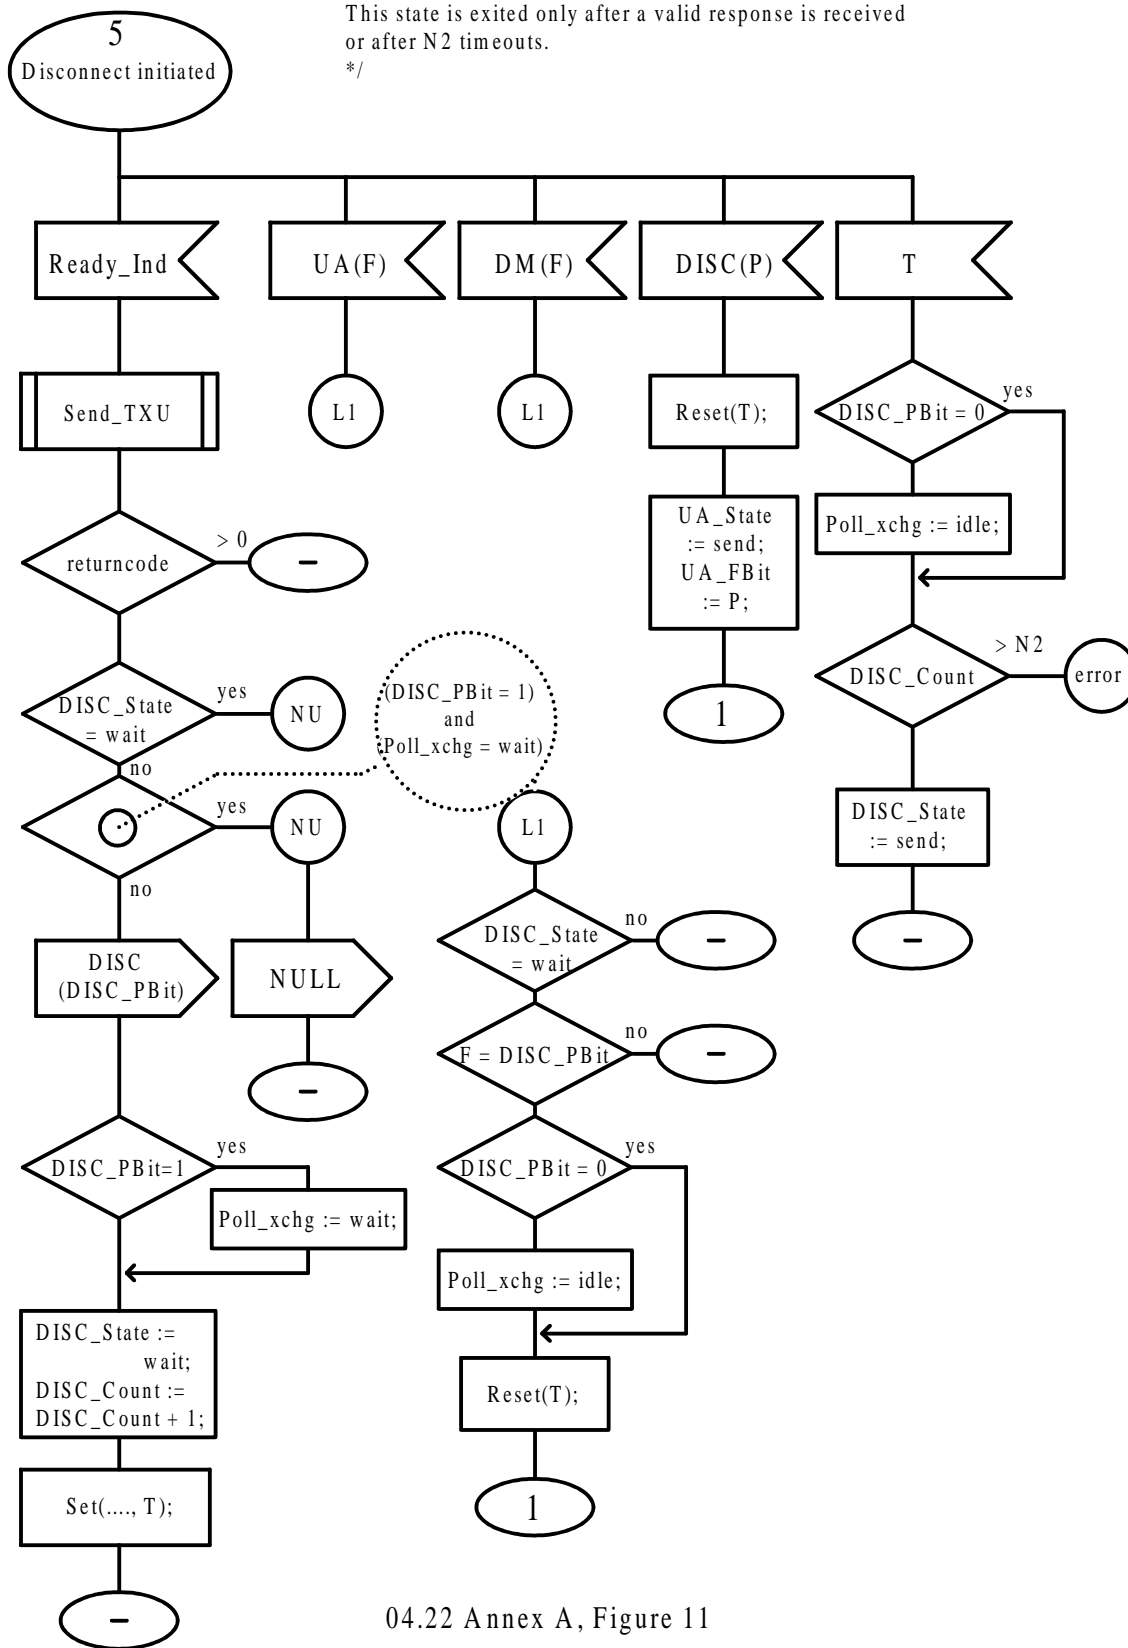 This state is exited only after a valid response is received
or after N2 timeouts.
*/
5
Disconnect initiated
Ready_Ind
UA(F)
DM(F)
DISC(P)
T
Send_TXU
L1
L1
Reset(T);
DISC_PBit = 0
yes
Poll_xchg := idle;
UA_State
:= send;
UA_FBit
:= P;
returncode
> 0
–
DISC_Count
> N2
error
1
DISC_State
= wait
yes
NU
no
(DISC_PBit = 1)
and
(Poll_xchg = wait)
yes
NU
no
L1
DISC_State
:= send;
–
DISC
(DISC_PBit)
NULL
–
DISC_State
= wait
no
–
F = DISC_PBit
no
–
DISC_PBit=1
yes
Poll_xchg := wait;
DISC_PBit = 0
yes
Poll_xchg := idle;
DISC_State :=
wait;
DISC_Count :=
DISC_Count + 1;
Reset(T);
Set(...., T);
1
–
04.22 Annex A, Figure 11